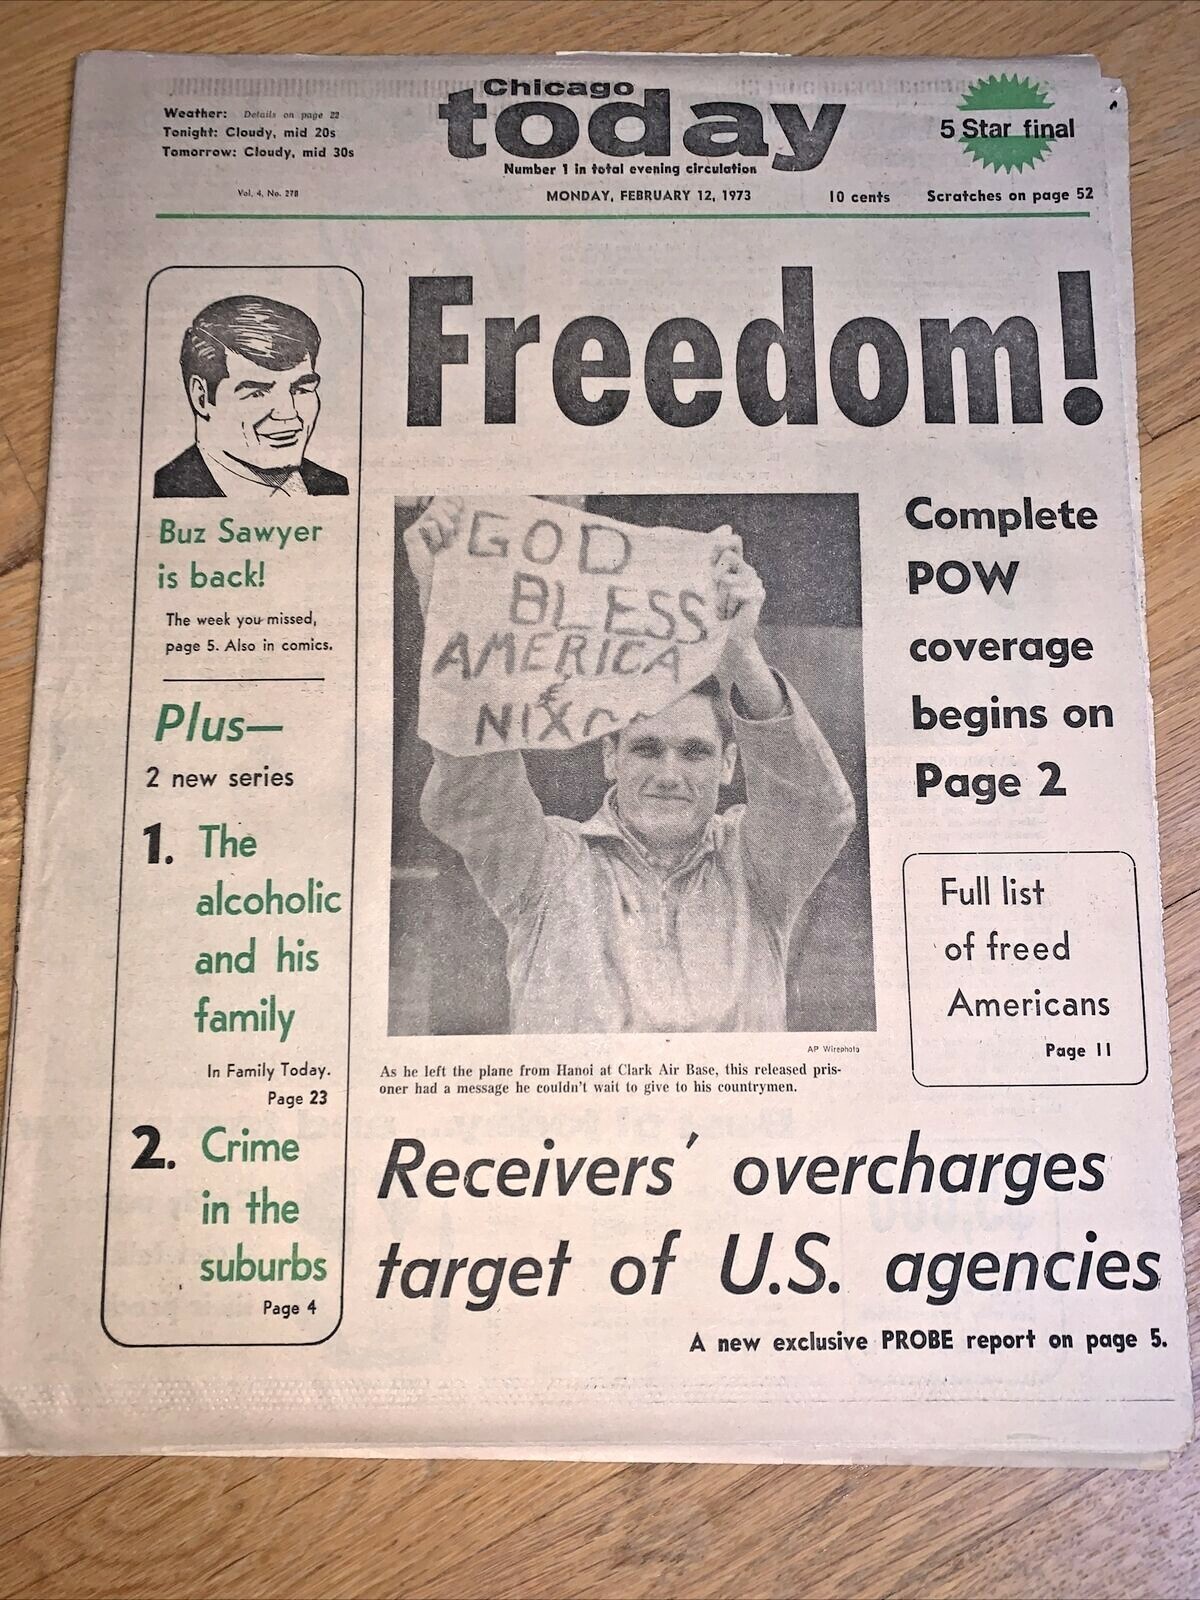 Weather: Details on page 22
Tonight: Cloudy, mid 20s
Tomorrow: Cloudy, mid 30s
Vol. 4, No. 278
Chicago
today
Number 1 in total evening circulation
MONDAY, FEBRUARY 12, 1973
10 cents
5 Star final
Scratches on page 52
Freedom!
Buz Sawyer
is back!
The week you missed,
page 5. Also in comics.
Plus—
2 new series
1. The
alcoholic
and his
family
In Family Today.
Page 23
2. Crime
in the
suburbs
Page 4
GOD
BLESS
AMERICA
&
NIXO
AP Wirephoto
As he left the plane from Hanoi at Clark Air Base, this released pris-
oner had a message he couldn't wait to give to his countrymen.
Complete
POW
coverage
begins on
Page 2
Full list
of freed
Americans
Page 11
Receivers' overcharges
target of U.S. agencies
A new exclusive PROBE report on page 5.